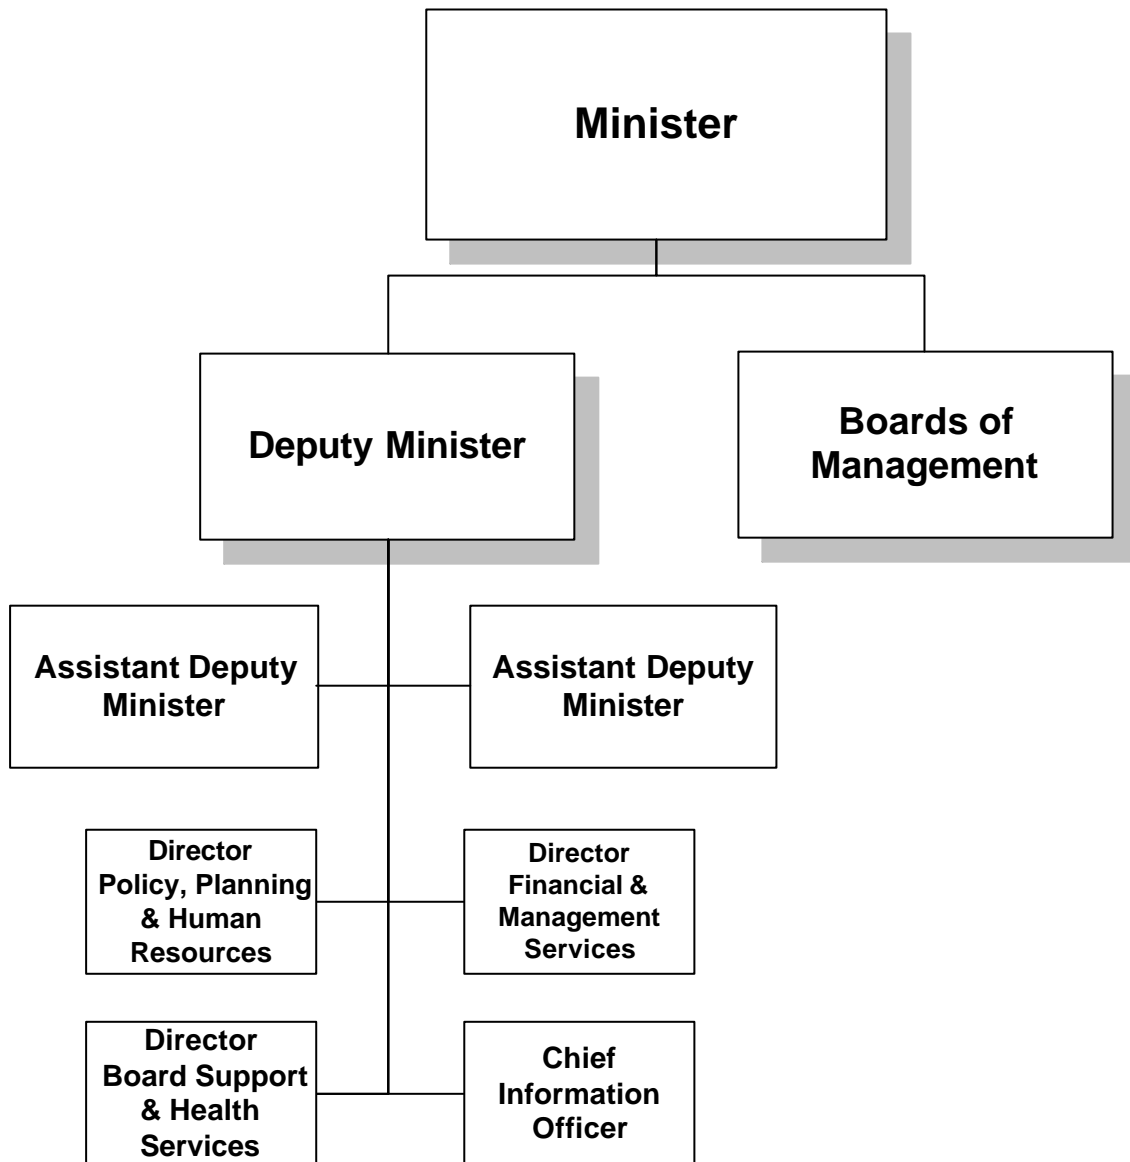 Minister
Deputy Minister
Boards of
Management
Assistant Deputy
Minister
Assistant Deputy
Minister
Director
Policy, Planning
& Human
Resources
Director
Financial &
Management
Services
Director
Board Support
& Health
Services
Chief
Information
Officer